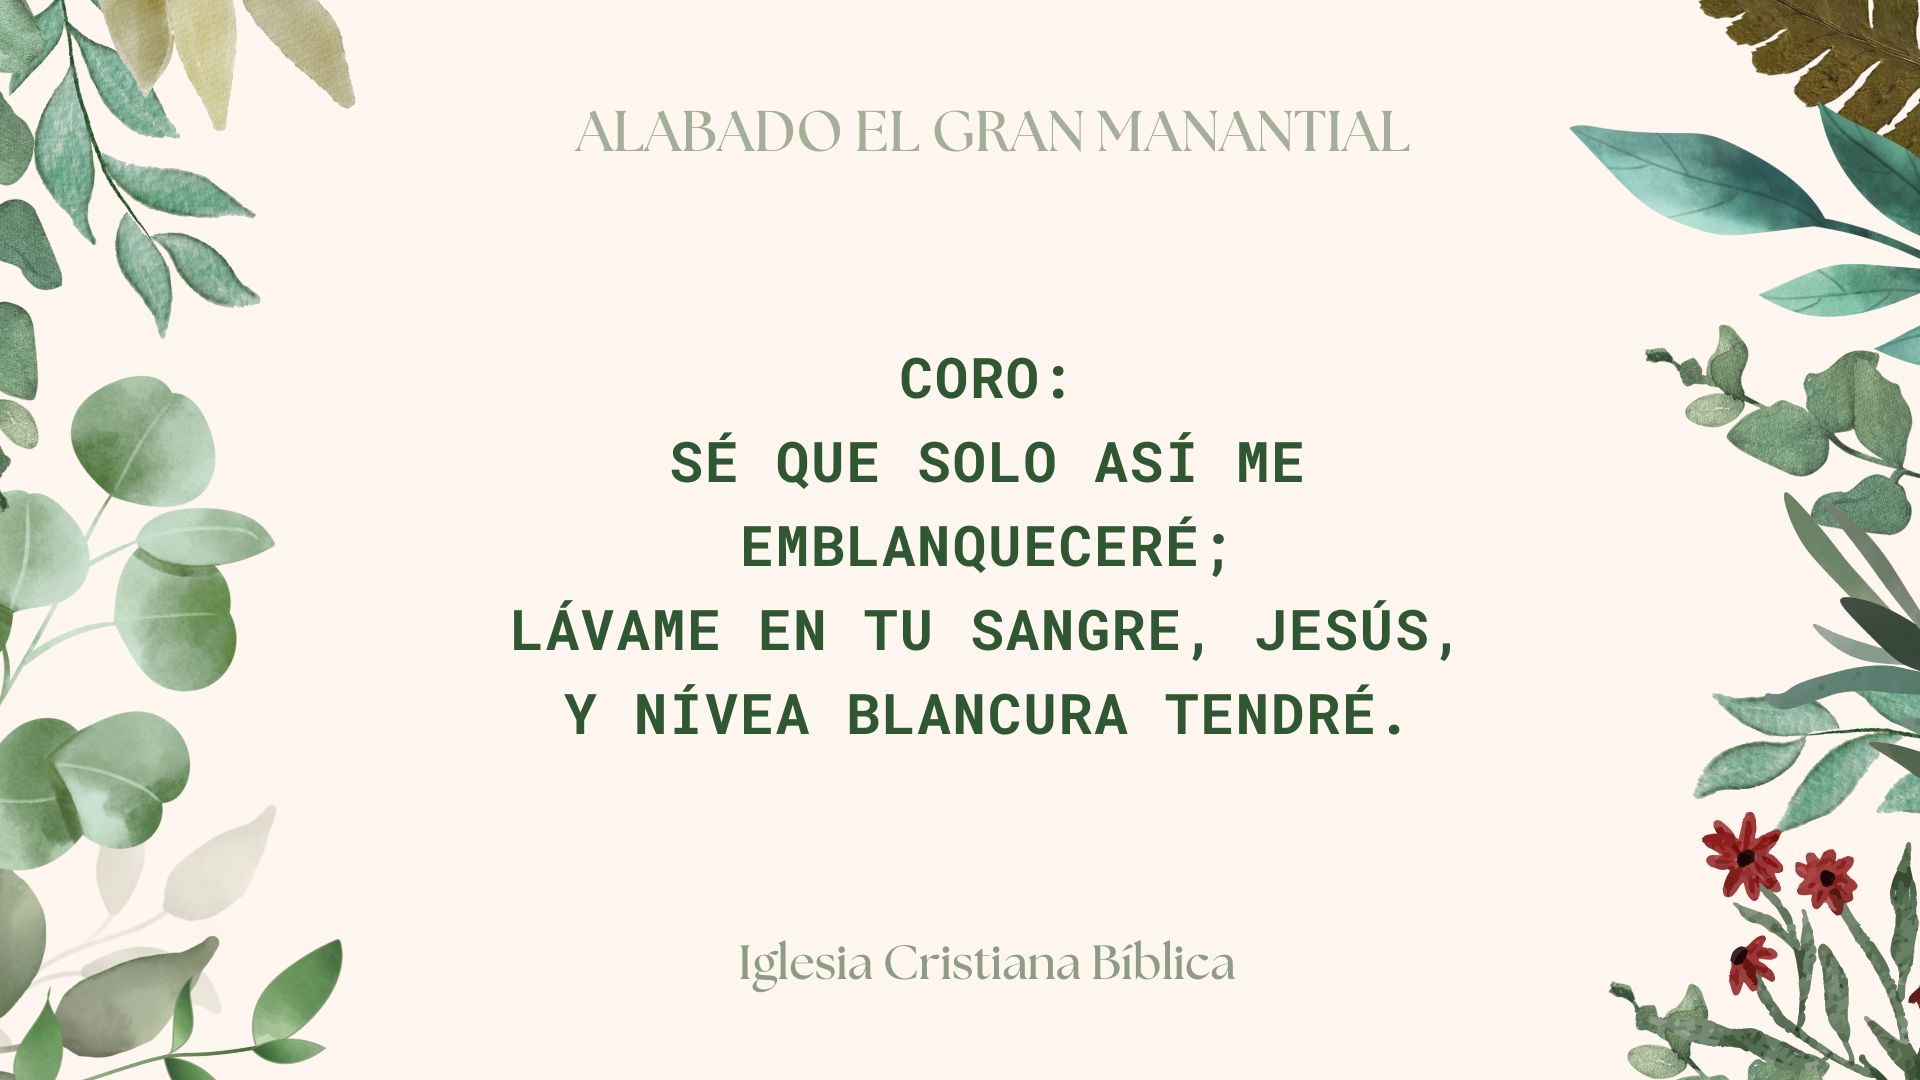 ALABADO EL GRAN MANANTIAL
CORO:
SÉ QUE SOLO ASÍ ME
EMBLANQUECERÉ;
LÁVAME EN TU SANGRE, JESÚS,
Y NÍVEA BLANCURA TENDRÉ.
Iglesia Cristiana Bíblica